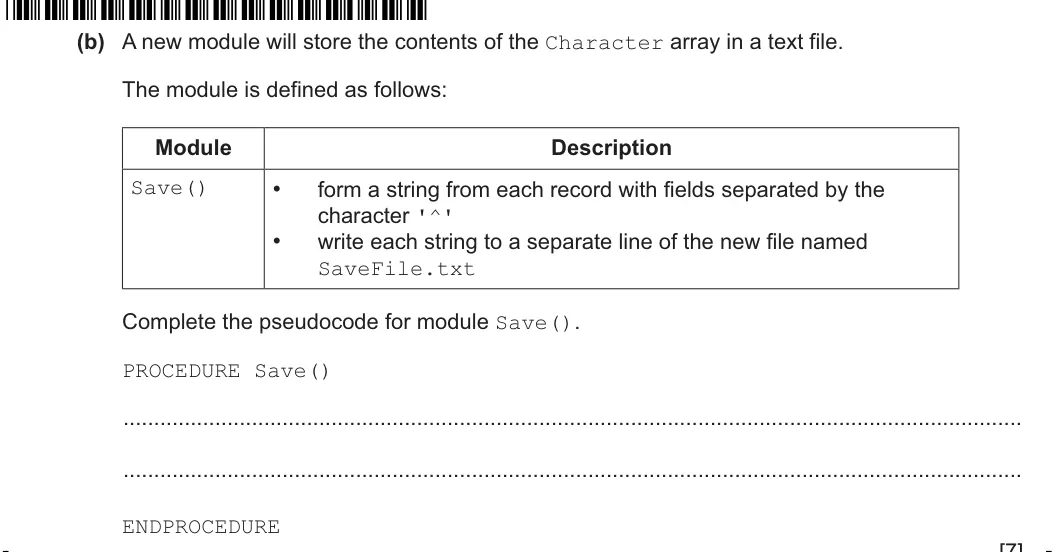 (b) A new module will store the contents of the Character array in a text file.
The module is defined as follows:
Module Description
Save() • form a string from each record with fields separated by the
character '^'
• write each string to a separate line of the new file named
SaveFile.txt
Complete the pseudocode for module Save().
PROCEDURE Save()
ENDPROCEDURE
[7]